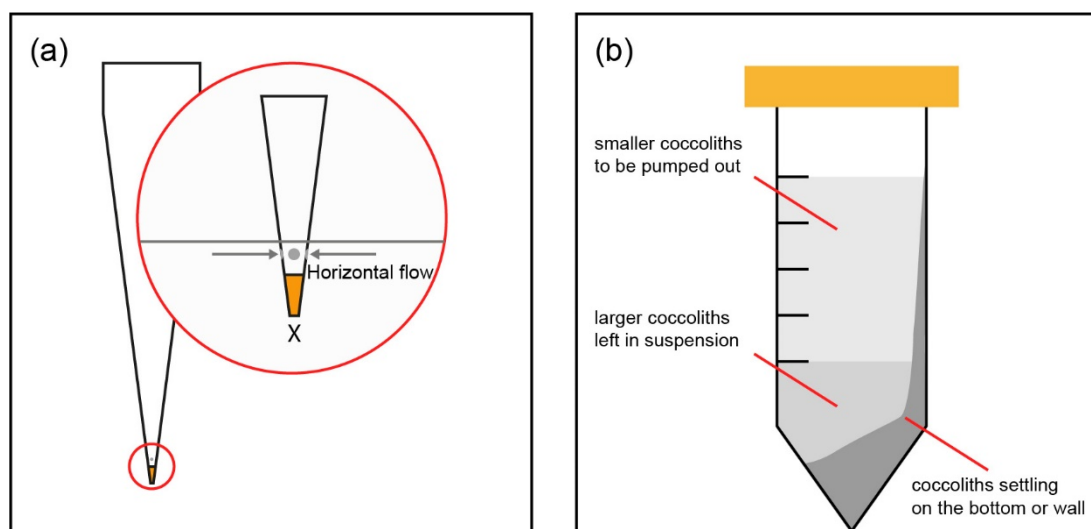 (a)
Horizontal flow
X
(b)
smaller coccoliths
to be pumped out
larger coccoliths
left in suspension
coccoliths settling
on the bottom or wall